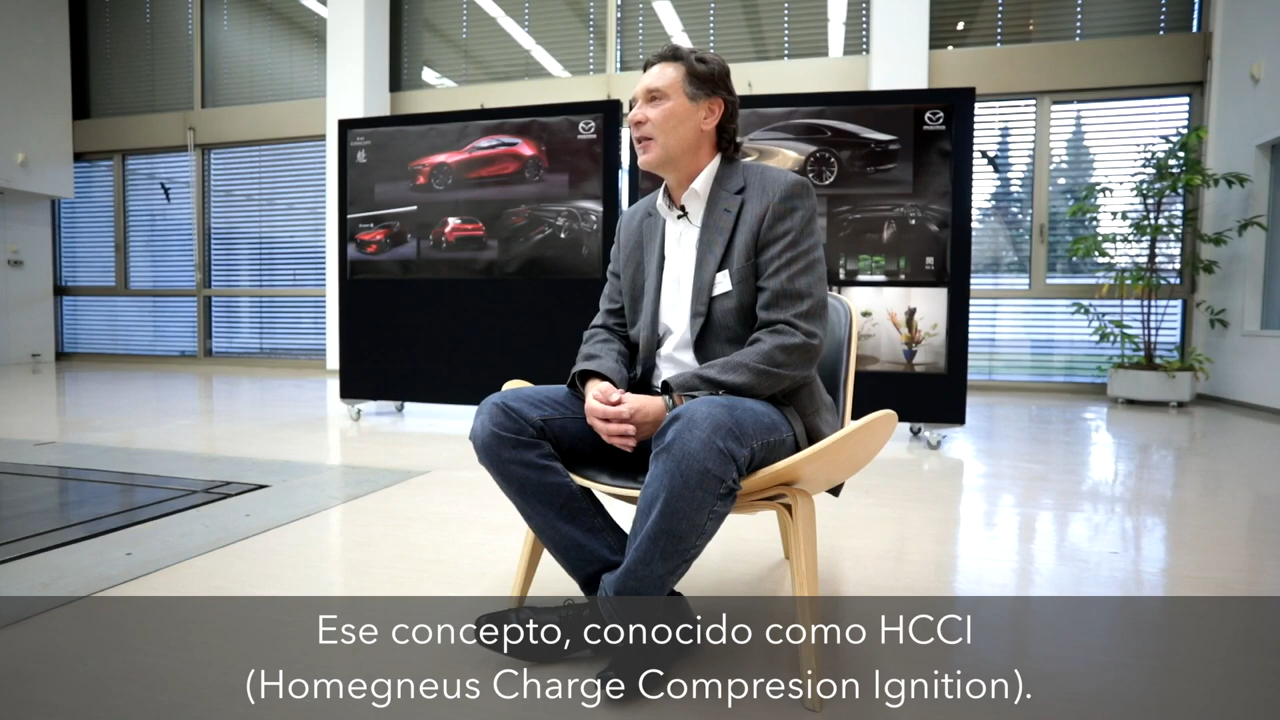 Ese concepto, conocido como HCCI
(Homegneus Charge Compresion Ignition).